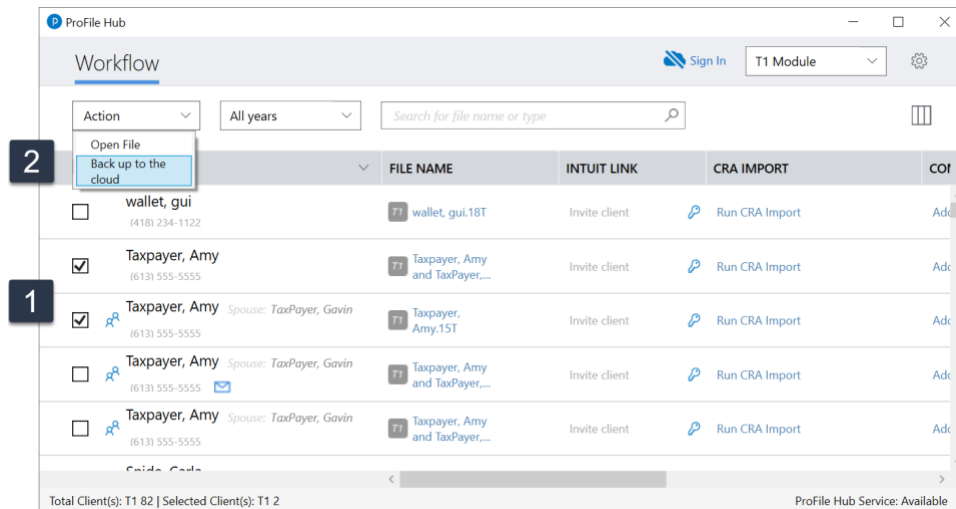 P ProFile Hub
Workflow
Sign In
T1 Module
Action
All years
Search for file name or type
Open File
Back up to the
cloud
2
FILE NAME
INTUIT LINK
CRA IMPORT
wallet, gui
(418) 234-1122
T1 wallet, gui.18T
Invite client
Run CRA Import
Taxpayer, Amy
(613) 555-5555
T1 Taxpayer, Amy
and TaxPayer,...
Invite client
Run CRA Import
1
Taxpayer, Amy Spouse: TaxPayer, Gavin
(613) 555-5555
T1 Taxpayer,
Amy.15T
Invite client
Run CRA Import
Taxpayer, Amy Spouse: TaxPayer, Gavin
(613) 555-5555
T1 Taxpayer, Amy
and TaxPayer,...
Invite client
Run CRA Import
Taxpayer, Amy Spouse: TaxPayer, Gavin
(613) 555-5555
T1 Taxpayer, Amy
and TaxPayer,...
Invite client
Run CRA Import
Total Client(s): T1 82 | Selected Client(s): T1 2
ProFile Hub Service: Available